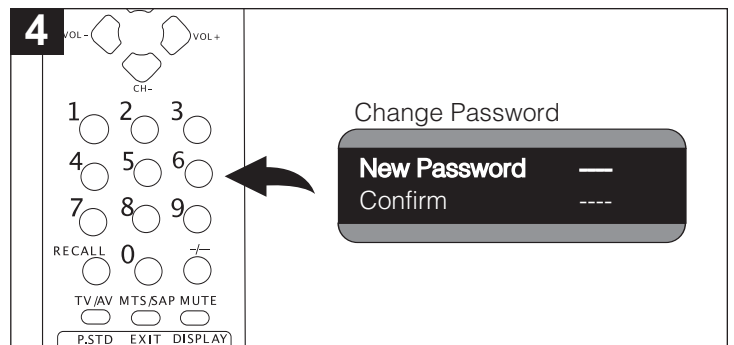 4
VOL- VOL+
CH-
1 2 3
4 5 6
7 8 9
RECALL 0 -/--
TV/AV MTS/SAP MUTE
P.STD EXIT DISPLAY
Change Password
New Password ----
Confirm ----